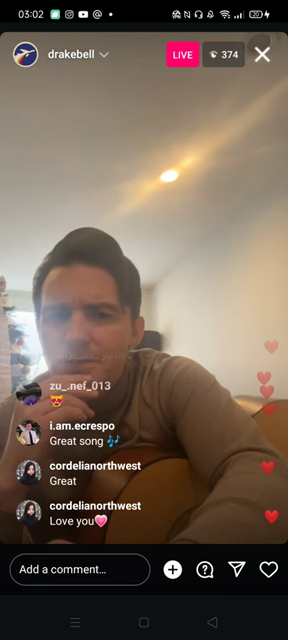 03:02
20
drakebell
LIVE
374
zu_.nef_013
😍
i.am.ecrespo
Great song 🎶
cordelianorthwest
Great
cordelianorthwest
Love you💗
Add a comment...